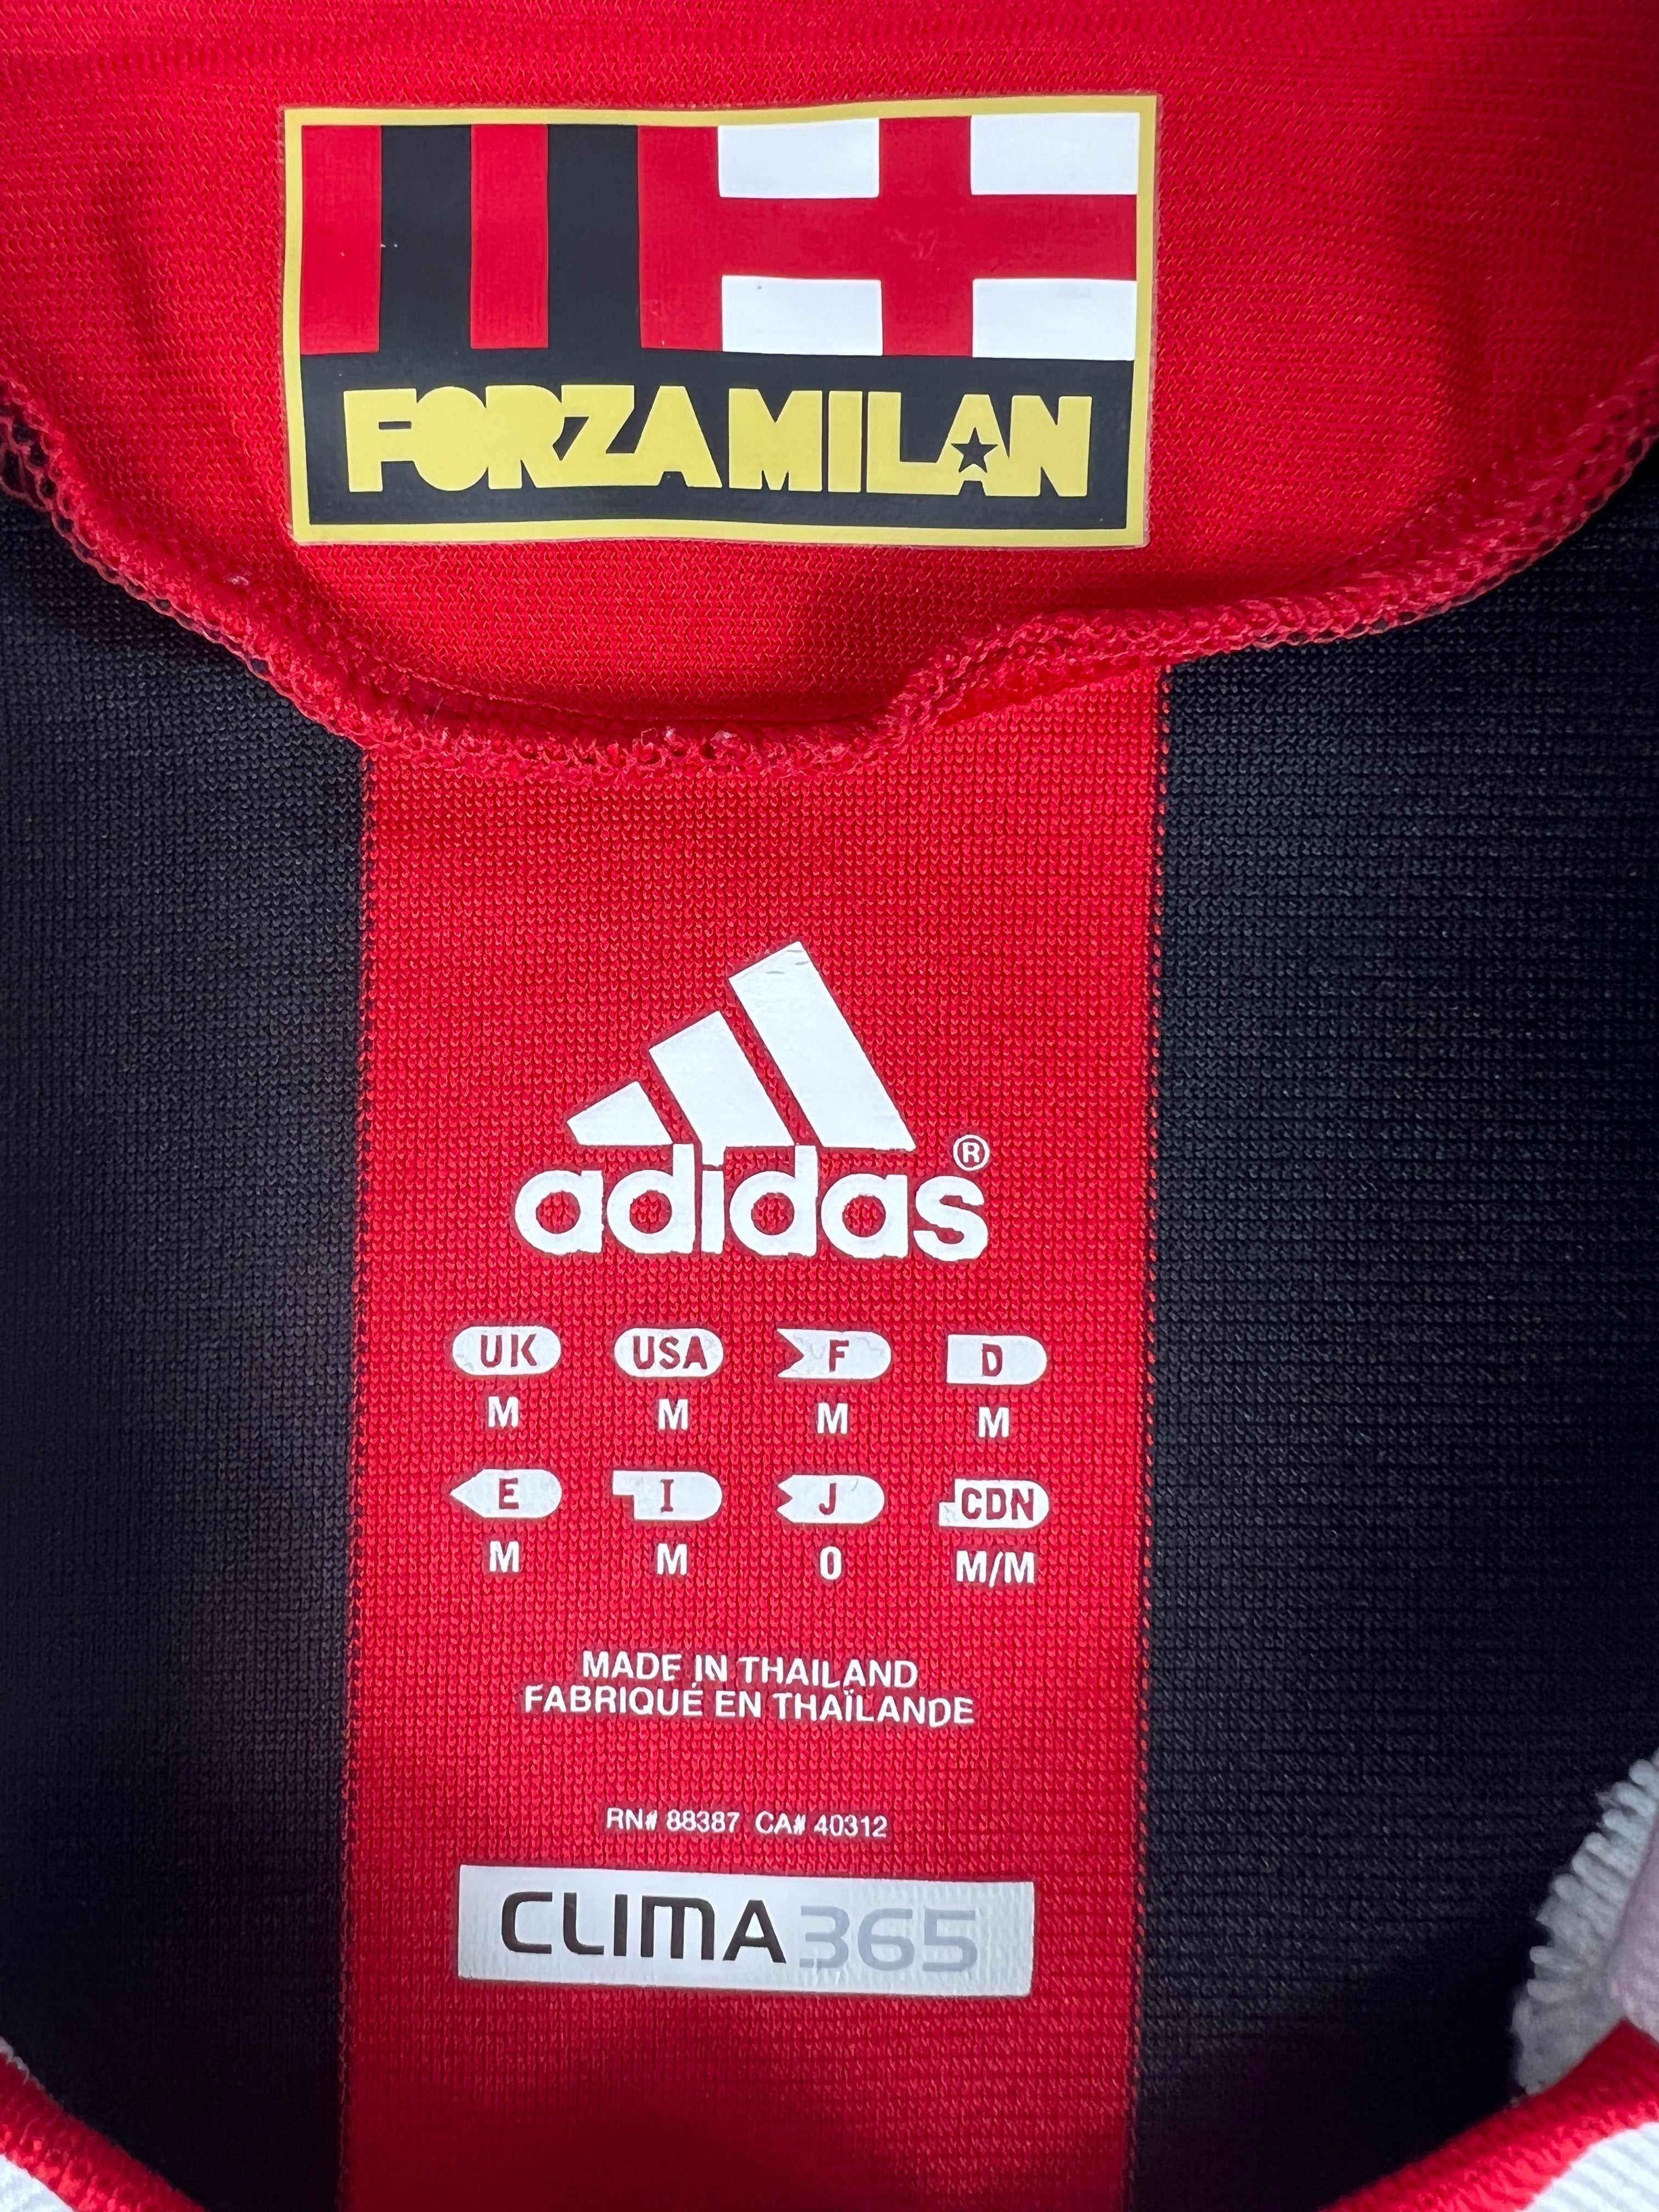 FORZA MILAN
adidas®
UK USA F D
M M M M
E I J CDN
M M O M/M
MADE IN THAILAND
FABRIQUÉ EN THAÏLANDE
RN# 88387 CA# 40312
CLIMA365